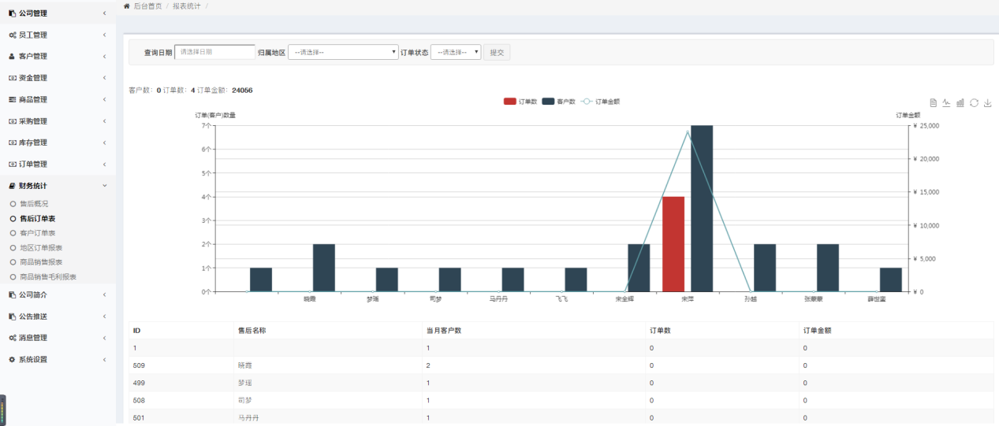 后台首页 / 报表统计 /
公司管理
员工管理
客户管理
资金管理
商品管理
采购管理
库存管理
订单管理
财务统计
售后概况
售后订单表
客户订单表
地区订单报表
商品销售报表
商品销售毛利报表
公司简介
公告推送
消息管理
系统设置
查询日期 请选择日期 归属地区 --请选择-- 订单状态 --请选择-- 提交
客户数：0 订单数：4 订单金额：24056
订单数 客户数 订单金额
订单(客户)数量 订单金额
7个 ¥ 25,000
6个 ¥ 20,000
5个 ¥ 15,000
4个 ¥ 10,000
3个 ¥ 5,000
2个 ¥ 0
1个
0个
晓霞 梦瑶 司梦 马丹丹 飞飞 宋金辉 宋萍 孙越
ID 售后名称 当月客户数 订单数 订单金额
1 1 0 0
509 晓霞 2 0 0
499 梦瑶 1 0 0
508 司梦 1 0 0
501 马丹丹 1 0 0